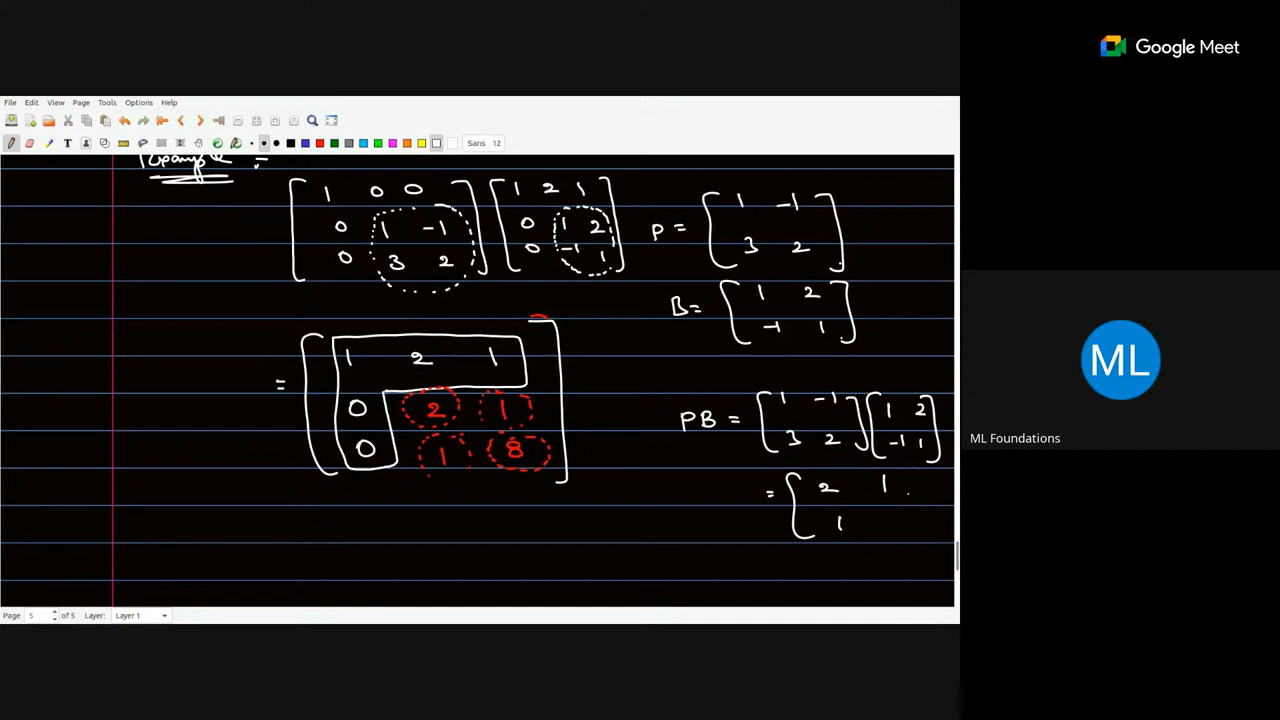 Google Meet
File Edit View Page Tools Options Help
Sans 12
Example :-
[ 1 0 0 ] [ 1 2 1 ]
[ 0 1 -1 ] [ 0 1 2 ]
[ 0 3 2 ] [ 0 -1 1 ]
P = [ 1 -1 ]
[ 3 2 ]
B = [ 1 2 ]
[ -1 1 ]
= [ 1 2 1 ]
[ 0 2 1 ]
[ 0 1 8 ]
PB = [ 1 -1 ] [ 1 2 ]
[ 3 2 ] [ -1 1 ]
= [ 2 1
[ 1
ML
ML Foundations
Page 5 of 5 Layer: Layer 1